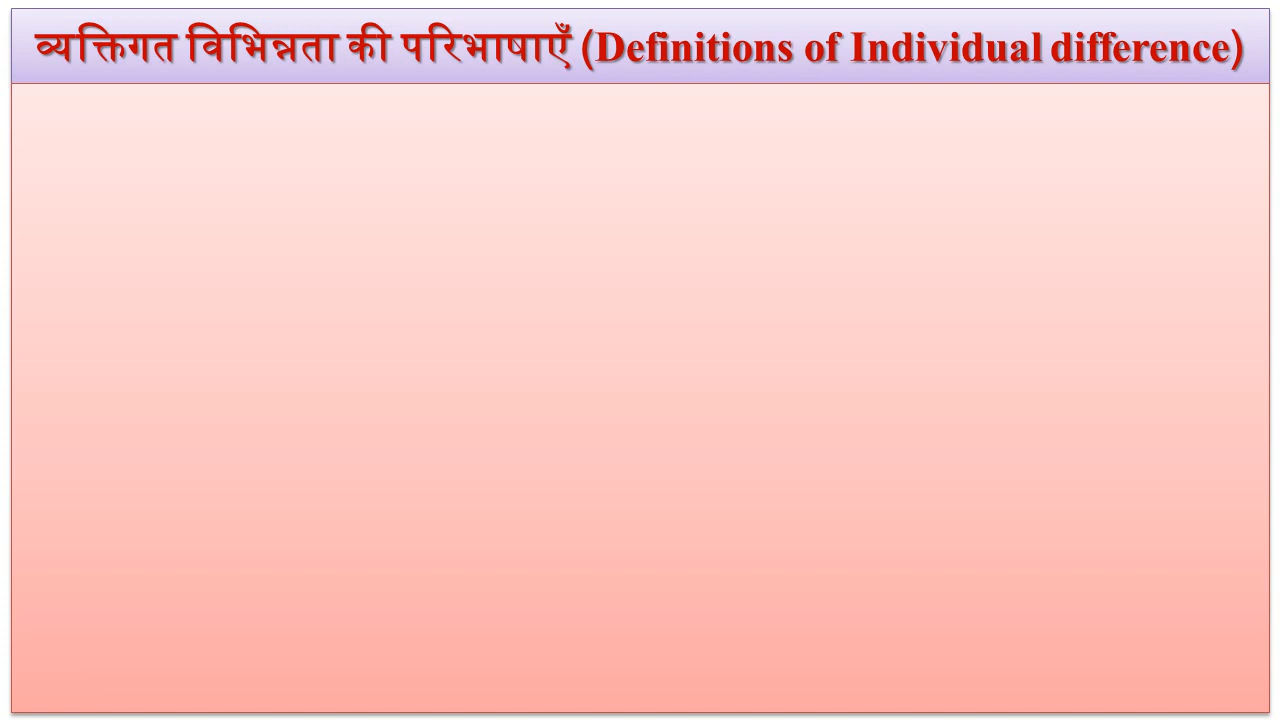 व्यक्तिगत विभिन्नता की परिभाषाएँ (Definitions of Individual difference)